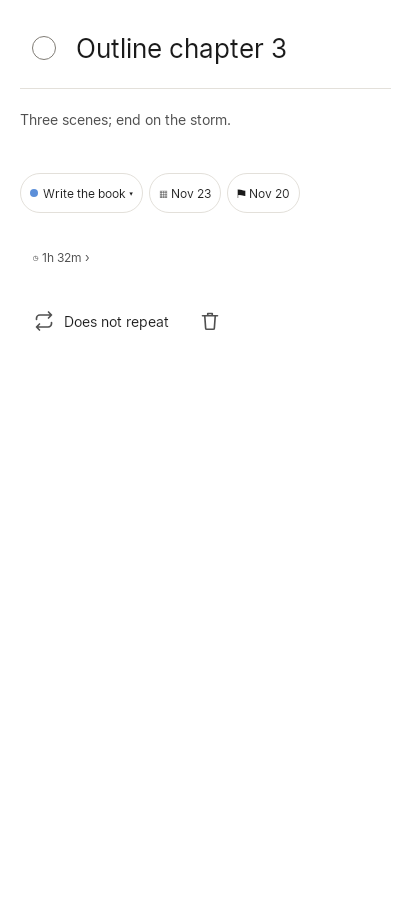 Outline chapter 3
Three scenes; end on the storm.
Write the book
Nov 23
Nov 20
1h 32m ›
Does not repeat